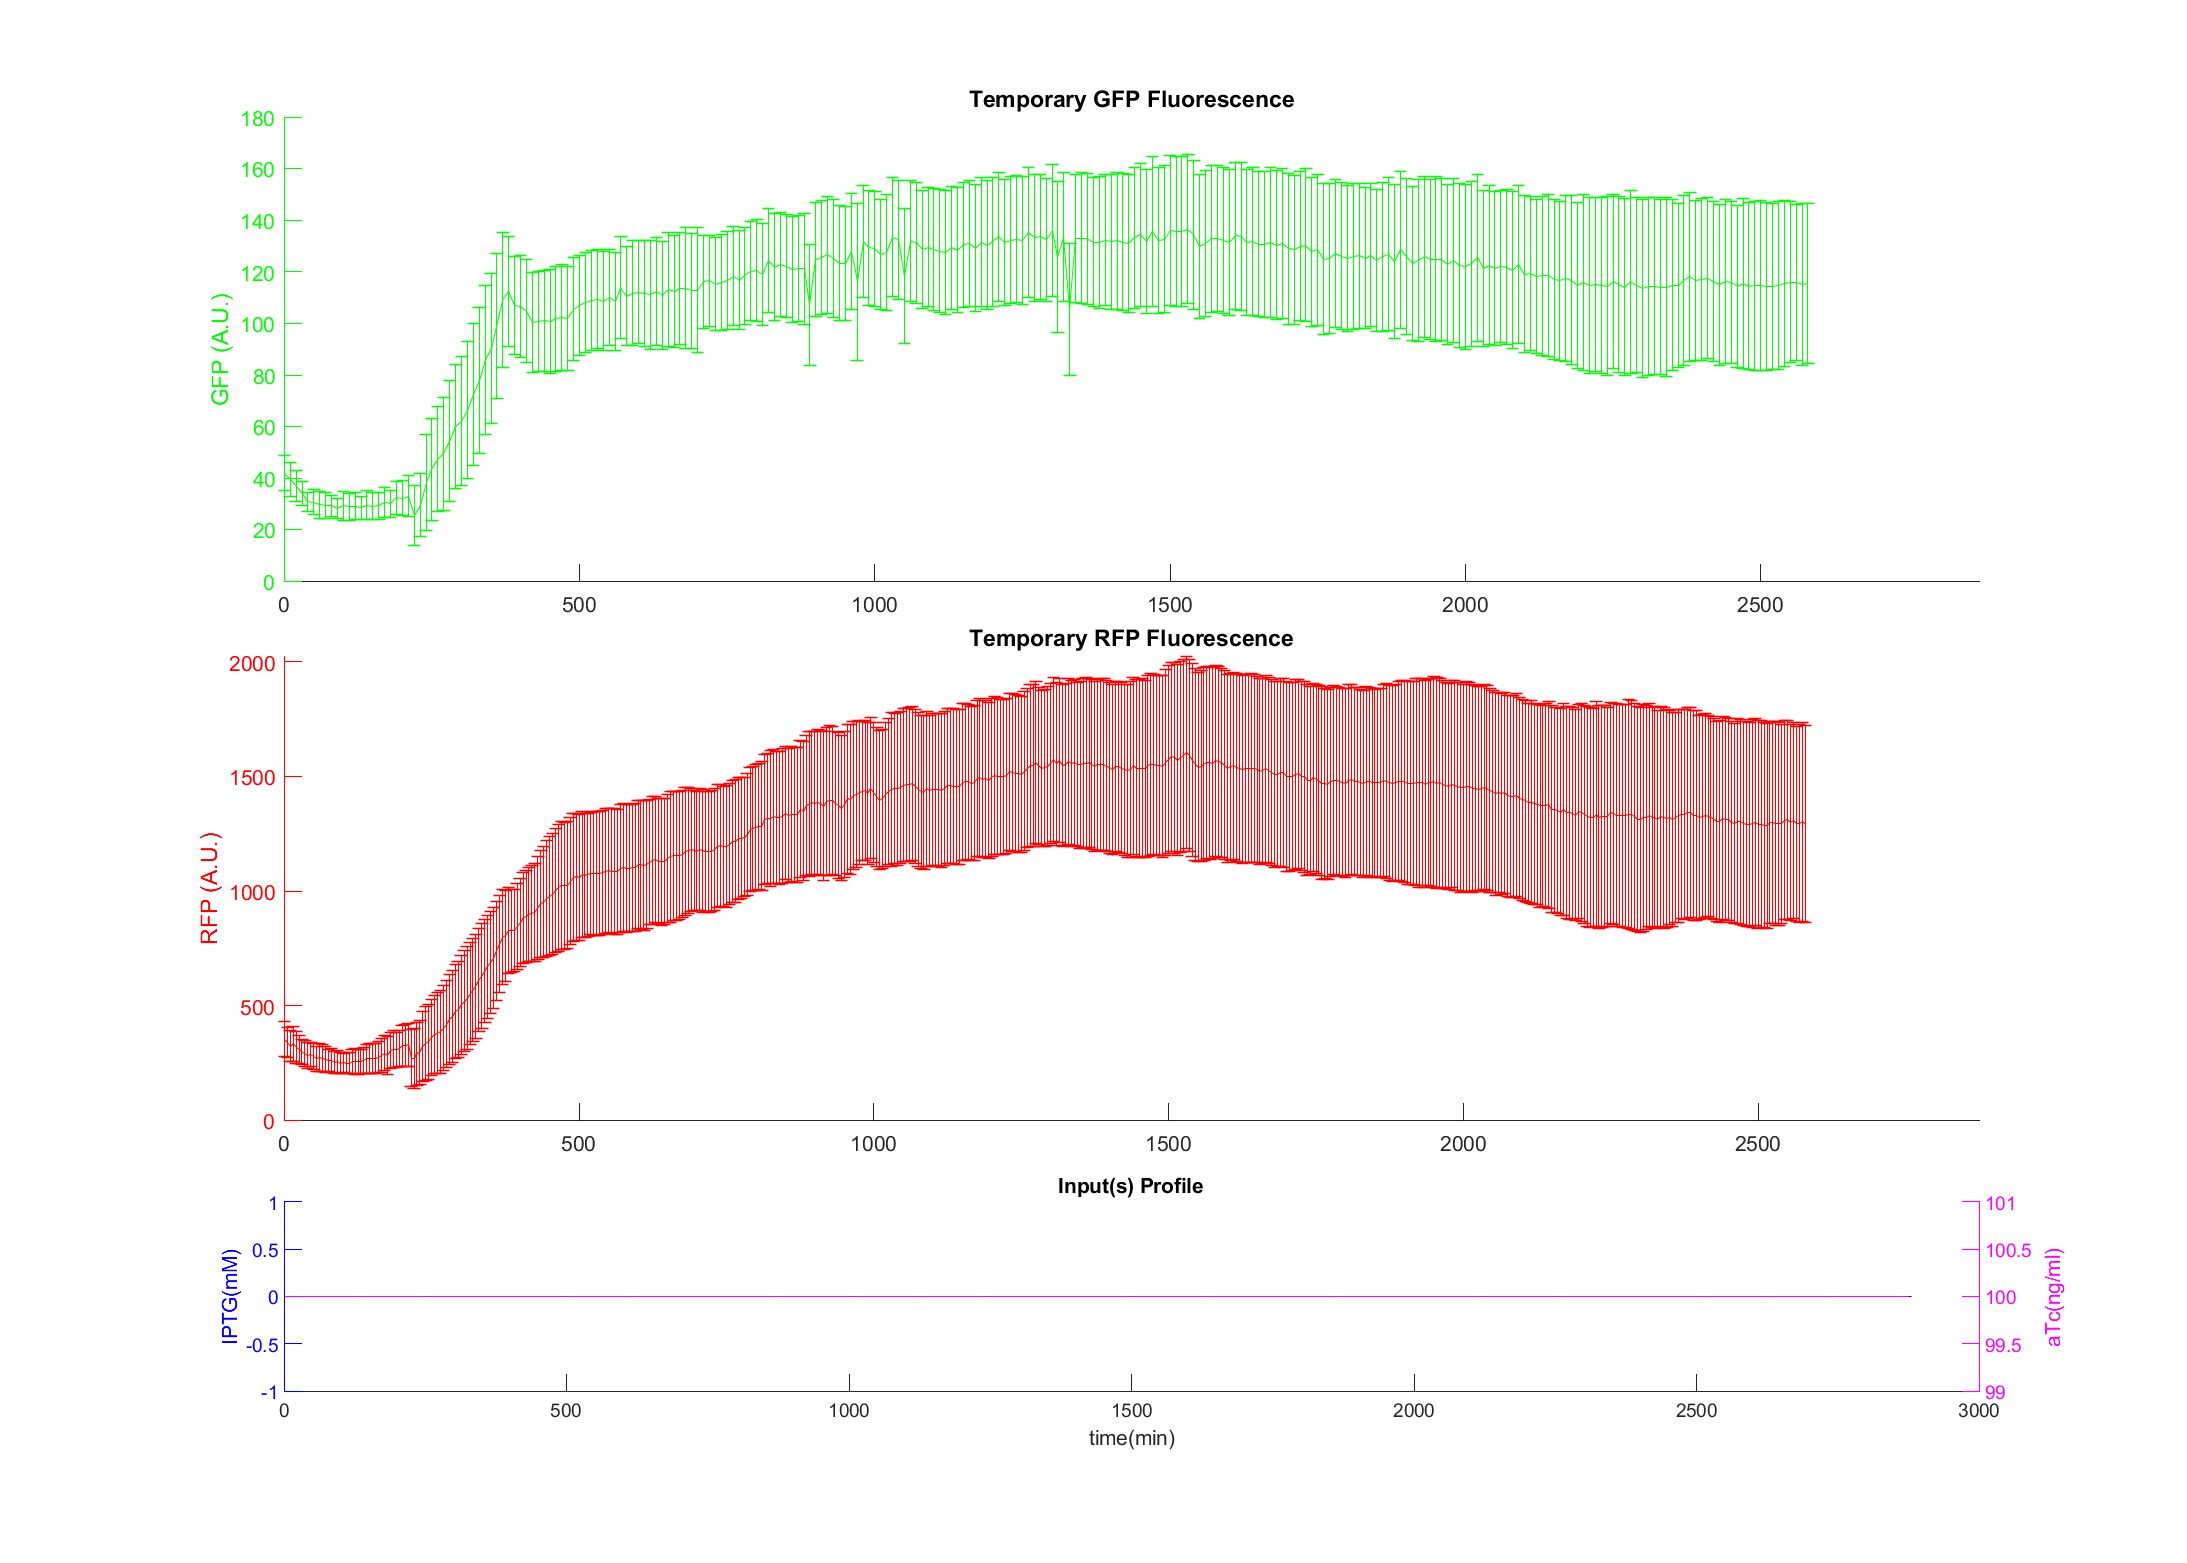 Temporary GFP Fluorescence
180
160
140
120
100
80
60
40
20
0
GFP (A.U.)
0 500 1000 1500 2000 2500
Temporary RFP Fluorescence
2000
1500
1000
500
0
RFP (A.U.)
0 500 1000 1500 2000 2500
Input(s) Profile
1
0.5
0
-0.5
-1
IPTG(mM)
101
100.5
100
99.5
99
aTc(ng/ml)
0 500 1000 1500 2000 2500 3000
time(min)